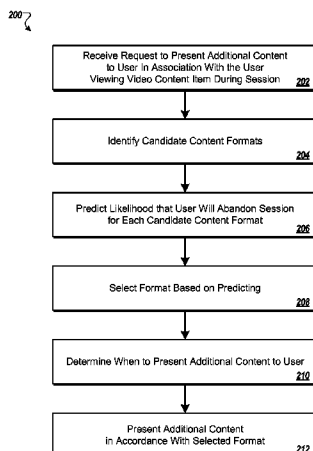 200
Receive Request to Present Additional Content
to User In Association With the User
Viewing Video Content Item During Session
202
Identify Candidate Content Formats
204
Predict Likelihood that User Will Abandon Session
for Each Candidate Content Format
206
Select Format Based on Predicting
208
Determine When to Present Additional Content to User
210
Present Additional Content
in Accordance With Selected Format
212